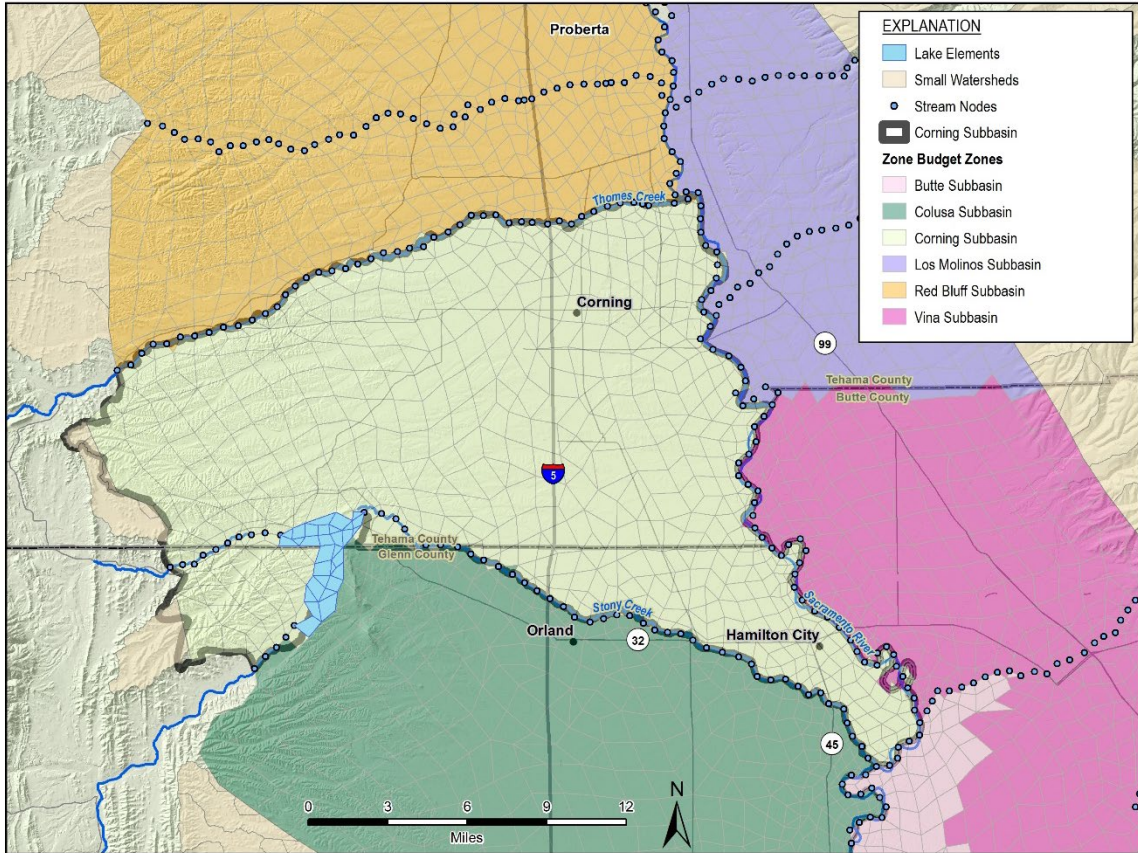 Proberta
EXPLANATION
Lake Elements
Small Watersheds
Stream Nodes
Corning Subbasin
Zone Budget Zones
Butte Subbasin
Colusa Subbasin
Corning Subbasin
Los Molinos Subbasin
Red Bluff Subbasin
Vina Subbasin
Thomes Creek
Corning
99
Tehama County
Butte County
5
Tehama County
Glenn County
Stony Creek
Sacramento River
Orland
32
Hamilton City
45
0 3 6 9 12
Miles
N